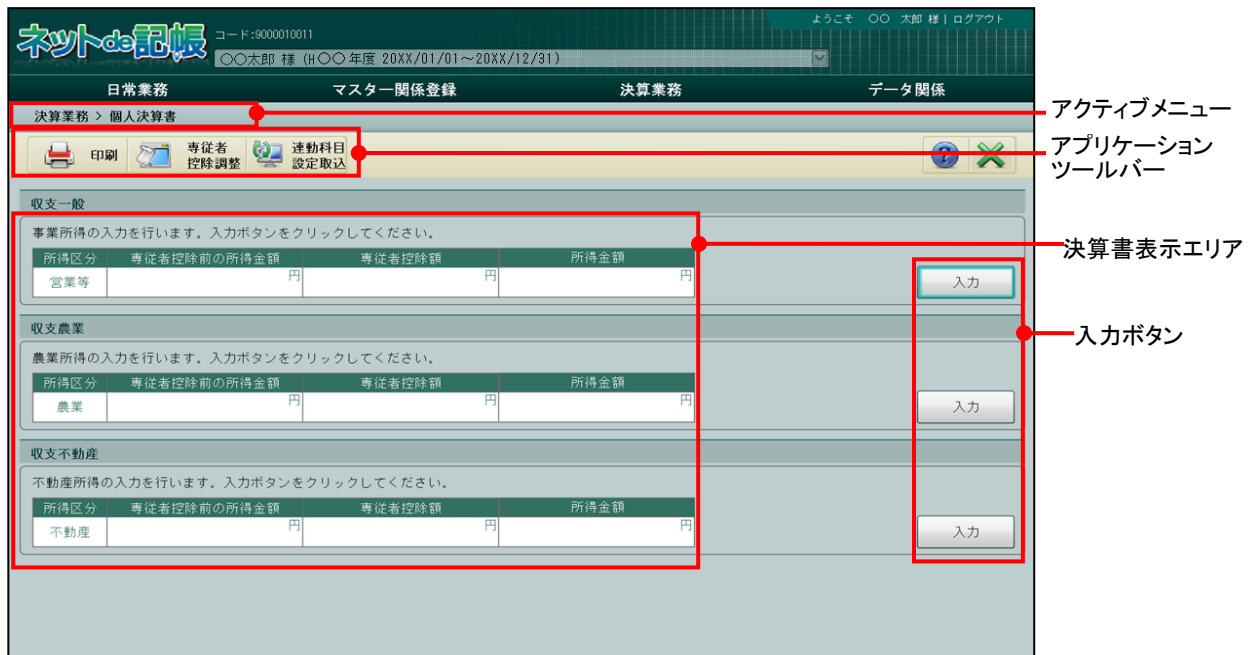 ようこそ 〇〇 太郎 様 | ログアウト
ネットde記帳
コード:9000010011
〇〇太郎 様 (H〇〇年度 20XX/01/01～20XX/12/31)
日常業務 マスター関係登録 決算業務 データ関係
決算業務 > 個人決算書
アクティブメニュー
印刷 専従者 控除調整 連動科目 設定取込 ?
アプリケーション
ツールバー
収支一般
事業所得の入力を行います。入力ボタンをクリックしてください。
決算書表示エリア
所得区分 専従者控除前の所得金額 専従者控除額 所得金額
営業等 円 円 円 入力
収支農業
入力ボタン
農業所得の入力を行います。入力ボタンをクリックしてください。
所得区分 専従者控除前の所得金額 専従者控除額 所得金額
農業 円 円 円 入力
収支不動産
不動産所得の入力を行います。入力ボタンをクリックしてください。
所得区分 専従者控除前の所得金額 専従者控除額 所得金額
不動産 円 円 円 入力